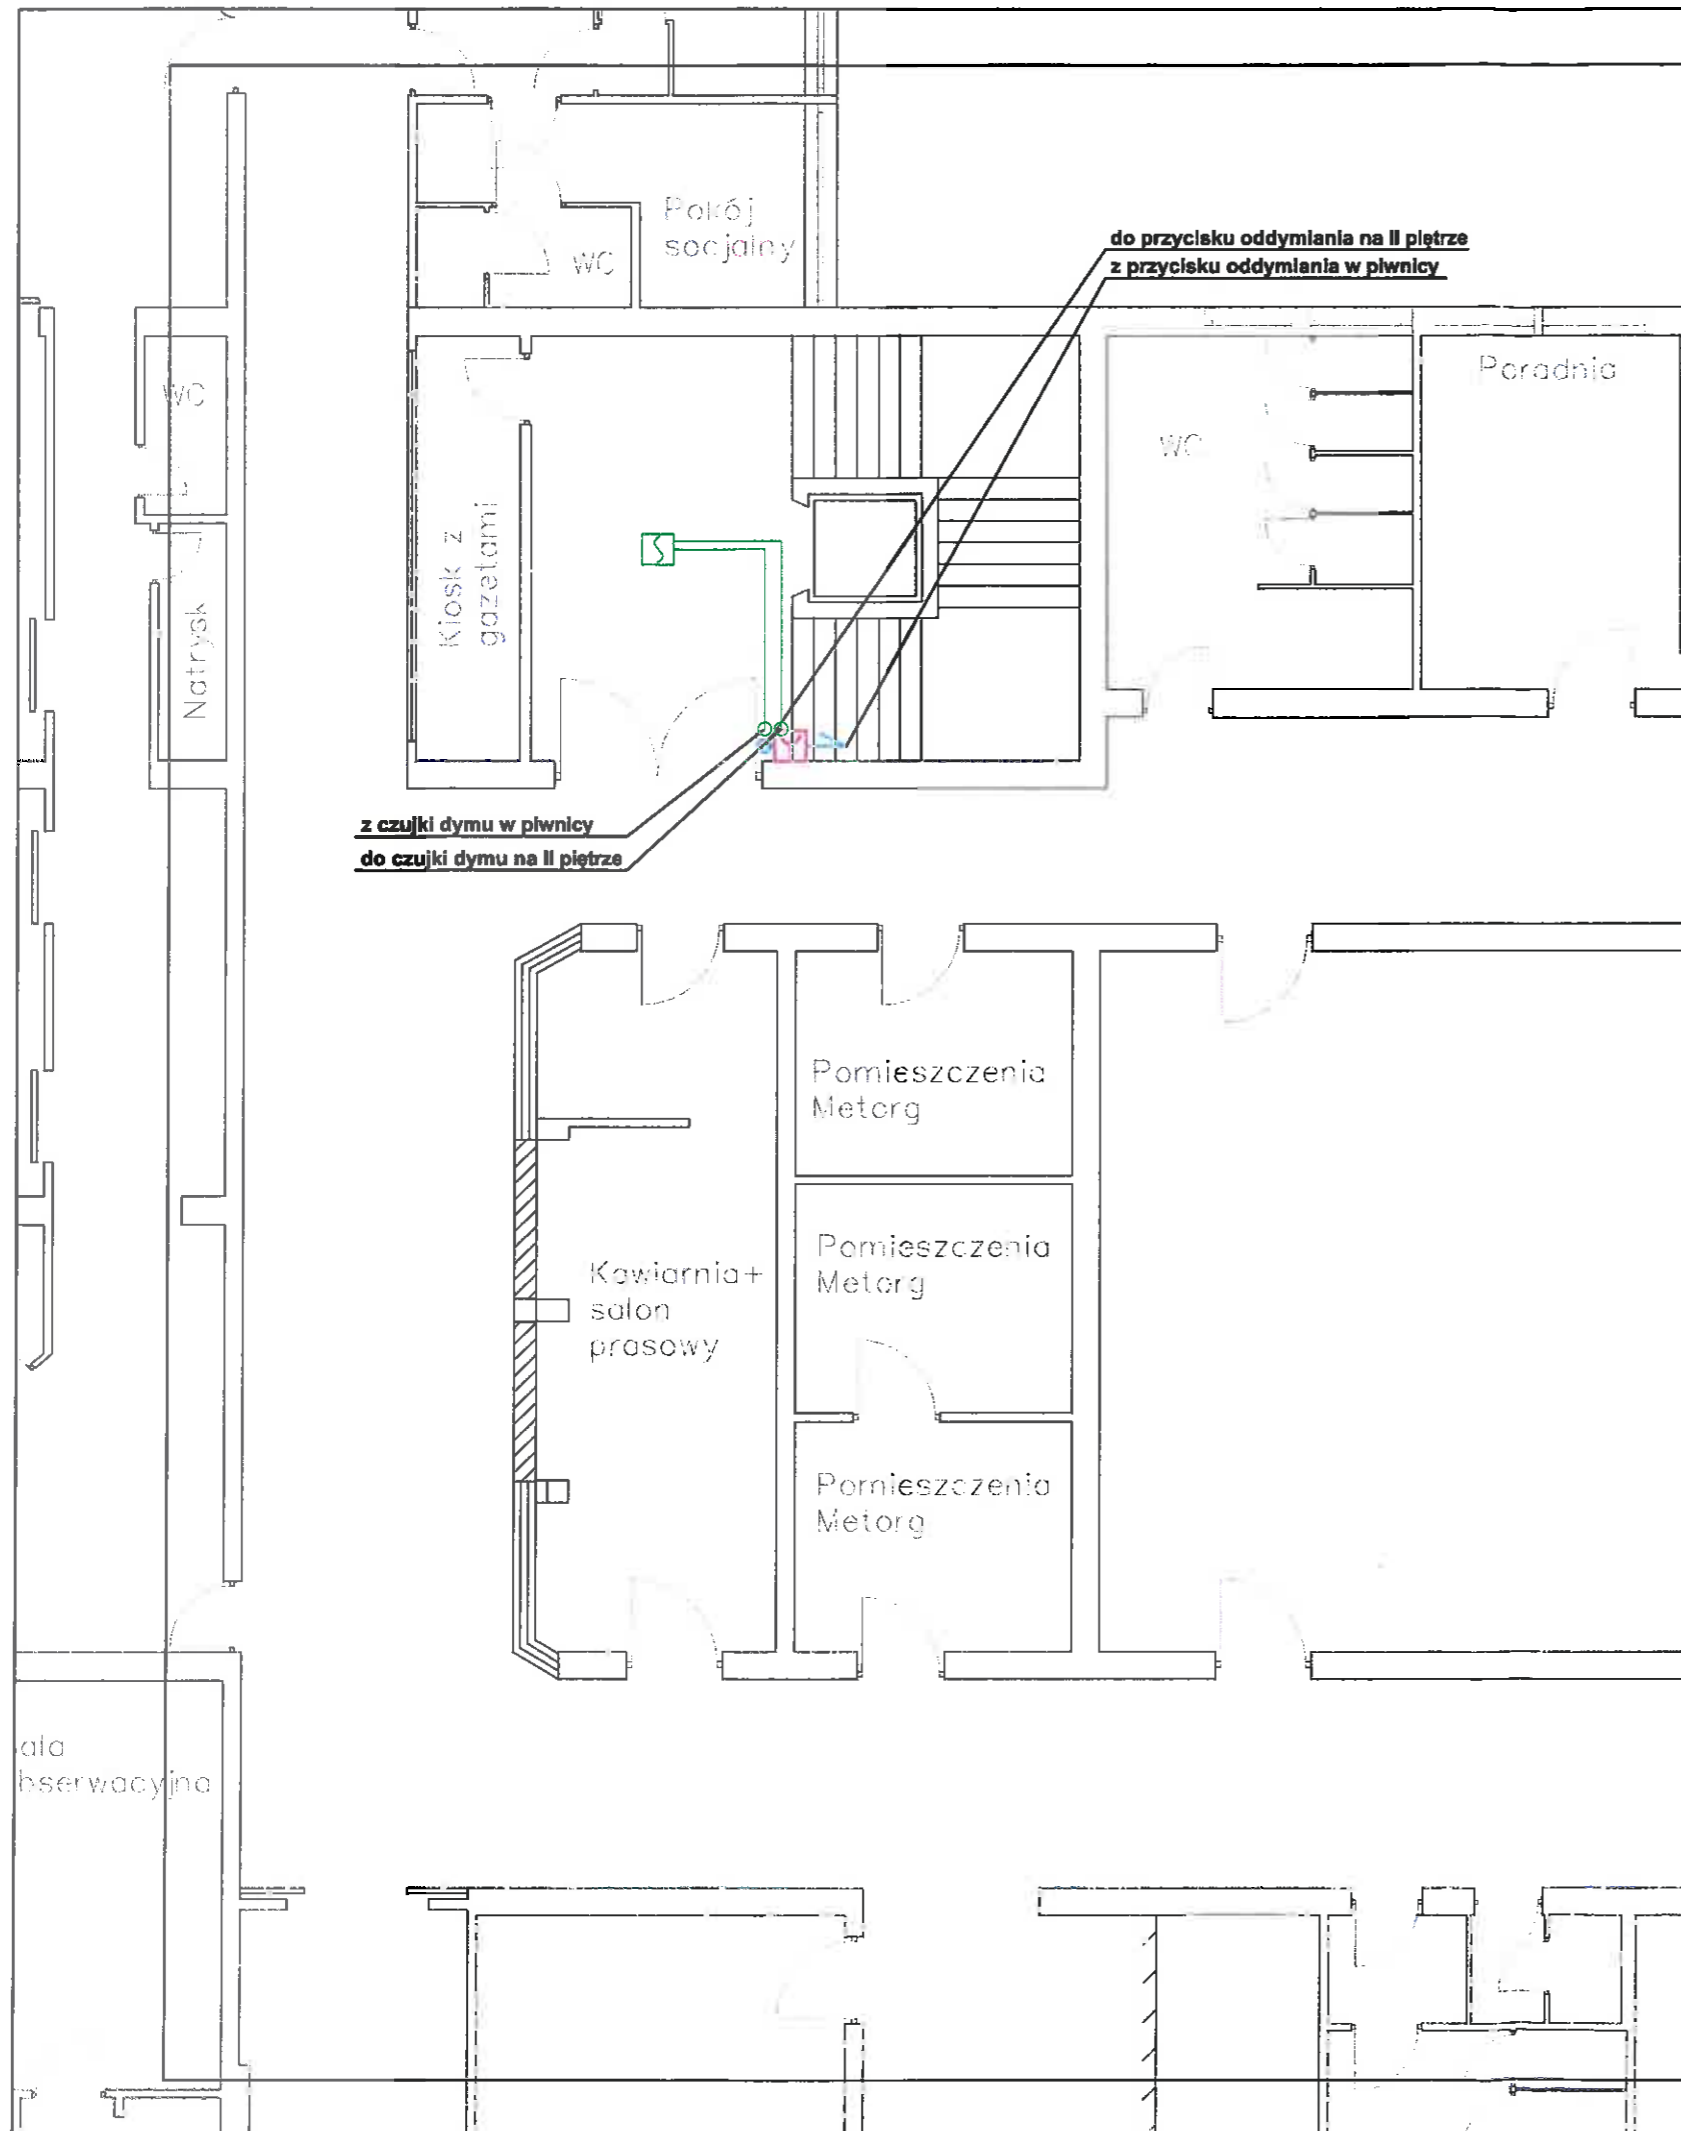 Pokój
socjalny
WC
do przycisku oddymiania na II piętrze
z przycisku oddymiania w piwnicy
WC
WC
Poradnia
Kiosk z
gazetami
Natrysk
z czujki dymu w piwnicy
do czujki dymu na II piętrze
Pomieszczenia
Metorg
Pomieszczenia
Metorg
Kawiarnia+
salon
prasowy
Pomieszczenia
Metorg
ala
bserwacyjna